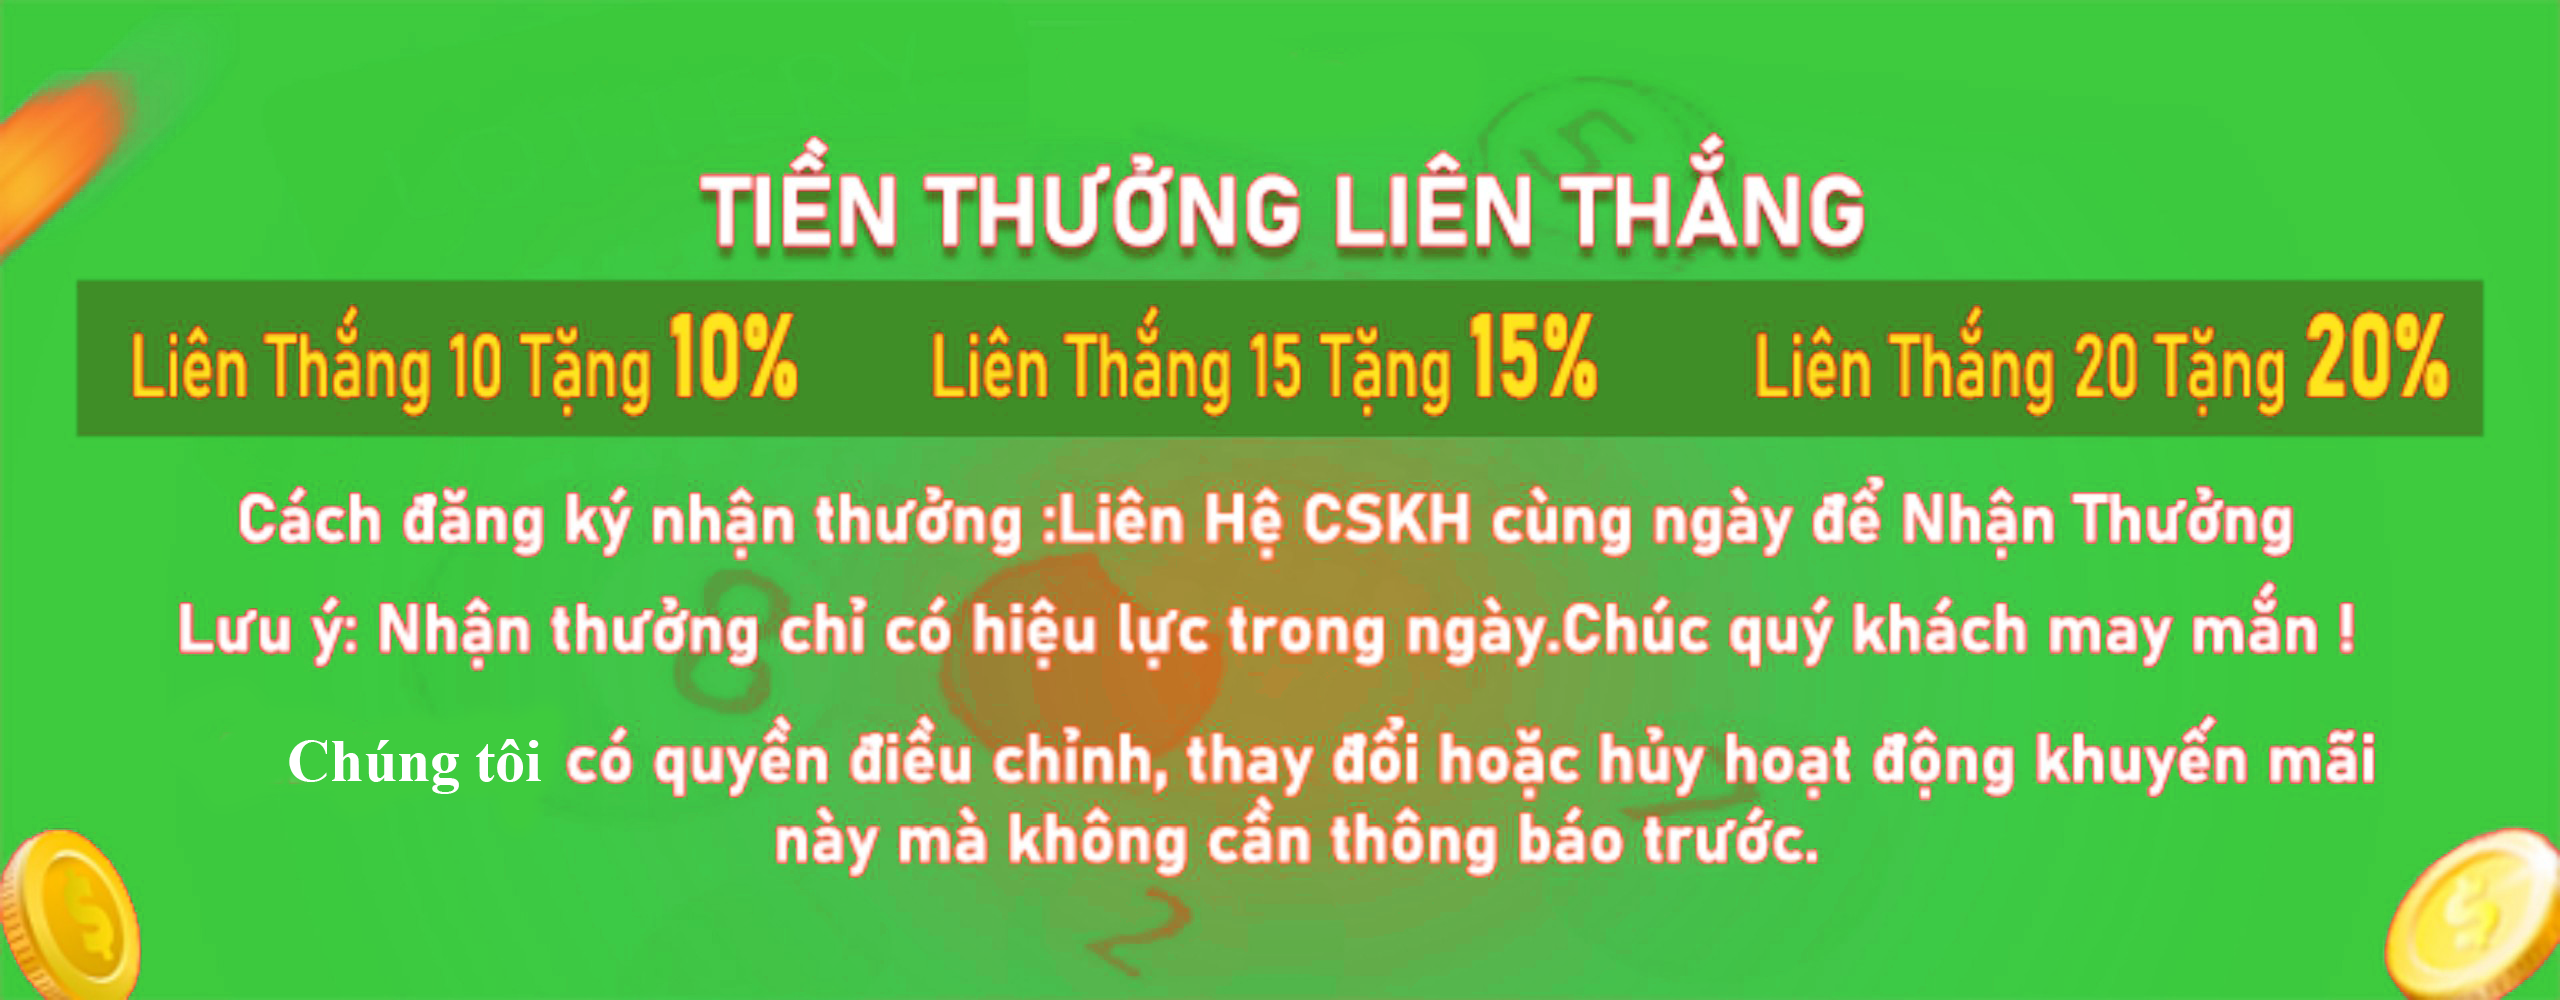 TIỀN THƯỞNG LIÊN THẮNG
Liên Thắng 10 Tặng 10% Liên Thắng 15 Tặng 15% Liên Thắng 20 Tặng 20%
Cách đăng ký nhận thưởng :Liên Hệ CSKH cùng ngày để Nhận Thưởng
Lưu ý: Nhận thưởng chỉ có hiệu lực trong ngày.Chúc quý khách may mắn !
Chúng tôi có quyền điều chỉnh, thay đổi hoặc hủy hoạt động khuyến mãi
này mà không cần thông báo trước.